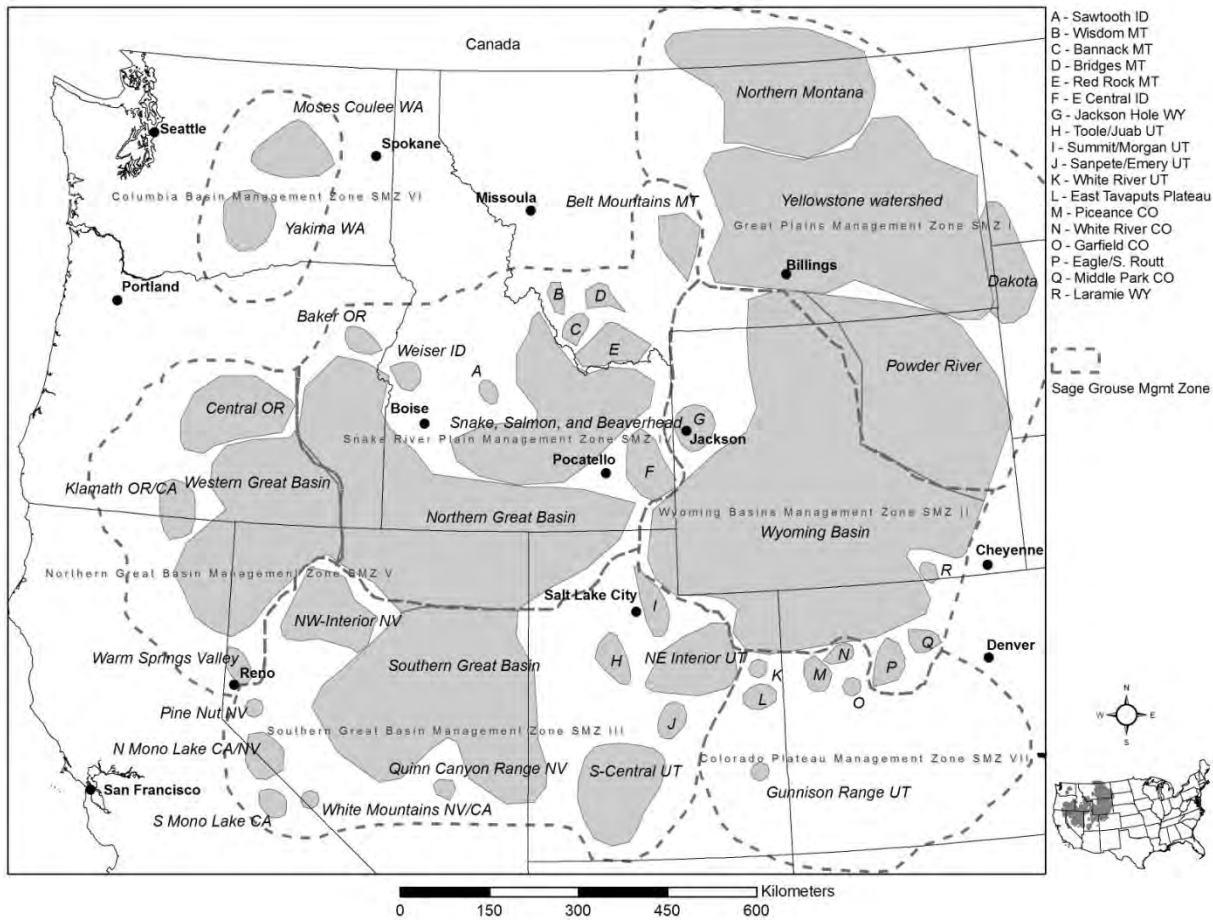 Canada
Northern Montana
Moses Coulee WA
Seattle
Spokane
Columbia Basin Management Zone SMZ VI
Missoula
Belt Mountains MT
Yellowstone watershed
Great Plains Management Zone SMZ I
Yakima WA
Billings
Dakota
Portland
B
D
Baker OR
C
E
Weiser ID
A
Powder River
Central OR
Boise
Snake, Salmon, and Beaverhead
G
Snake River Plain Management Zone SMZ IV
Jackson
Pocatello
F
Western Great Basin
Klamath OR/CA
Northern Great Basin
Wyoming Basins Management Zone SMZ II
Wyoming Basin
Cheyenne
Northern Great Basin Management Zone SMZ V
R
Salt Lake City
I
NW-Interior NV
Q
Denver
Warm Springs Valley
Southern Great Basin
H
NE Interior UT
N
P
Reno
K
M
L
O
Pine Nut NV
J
Southern Great Basin Management Zone SMZ III
N Mono Lake CA/NV
Colorado Plateau Management Zone SMZ VII
Quinn Canyon Range NV
S-Central UT
San Francisco
Gunnison Range UT
White Mountains NV/CA
S Mono Lake CA
A - Sawtooth ID
B - Wisdom MT
C - Bannack MT
D - Bridges MT
E - Red Rock MT
F - E Central ID
G - Jackson Hole WY
H - Toole/Juab UT
I - Summit/Morgan UT
J - Sanpete/Emery UT
K - White River UT
L - East Tavaputs Plateau
M - Piceance CO
N - White River CO
O - Garfield CO
P - Eagle/S. Routt
Q - Middle Park CO
R - Laramie WY
Sage Grouse Mgmt Zone
N
W
E
S
Kilometers
0 150 300 450 600